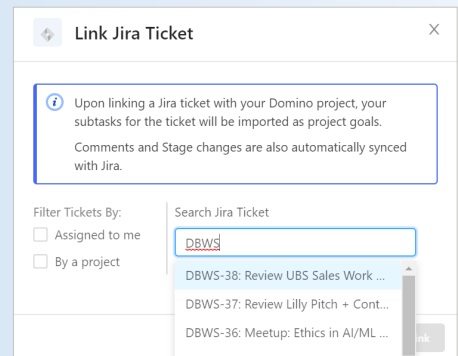 Link Jira Ticket
Upon linking a Jira ticket with your Domino project, your
subtasks for the ticket will be imported as project goals.
Comments and Stage changes are also automatically synced
with Jira.
Filter Tickets By:
Search Jira Ticket
Assigned to me
DBWS
By a project
DBWS-38: Review UBS Sales Work ...
DBWS-37: Review Lilly Pitch + Cont...
DBWS-36: Meetup: Ethics in AI/ML ...